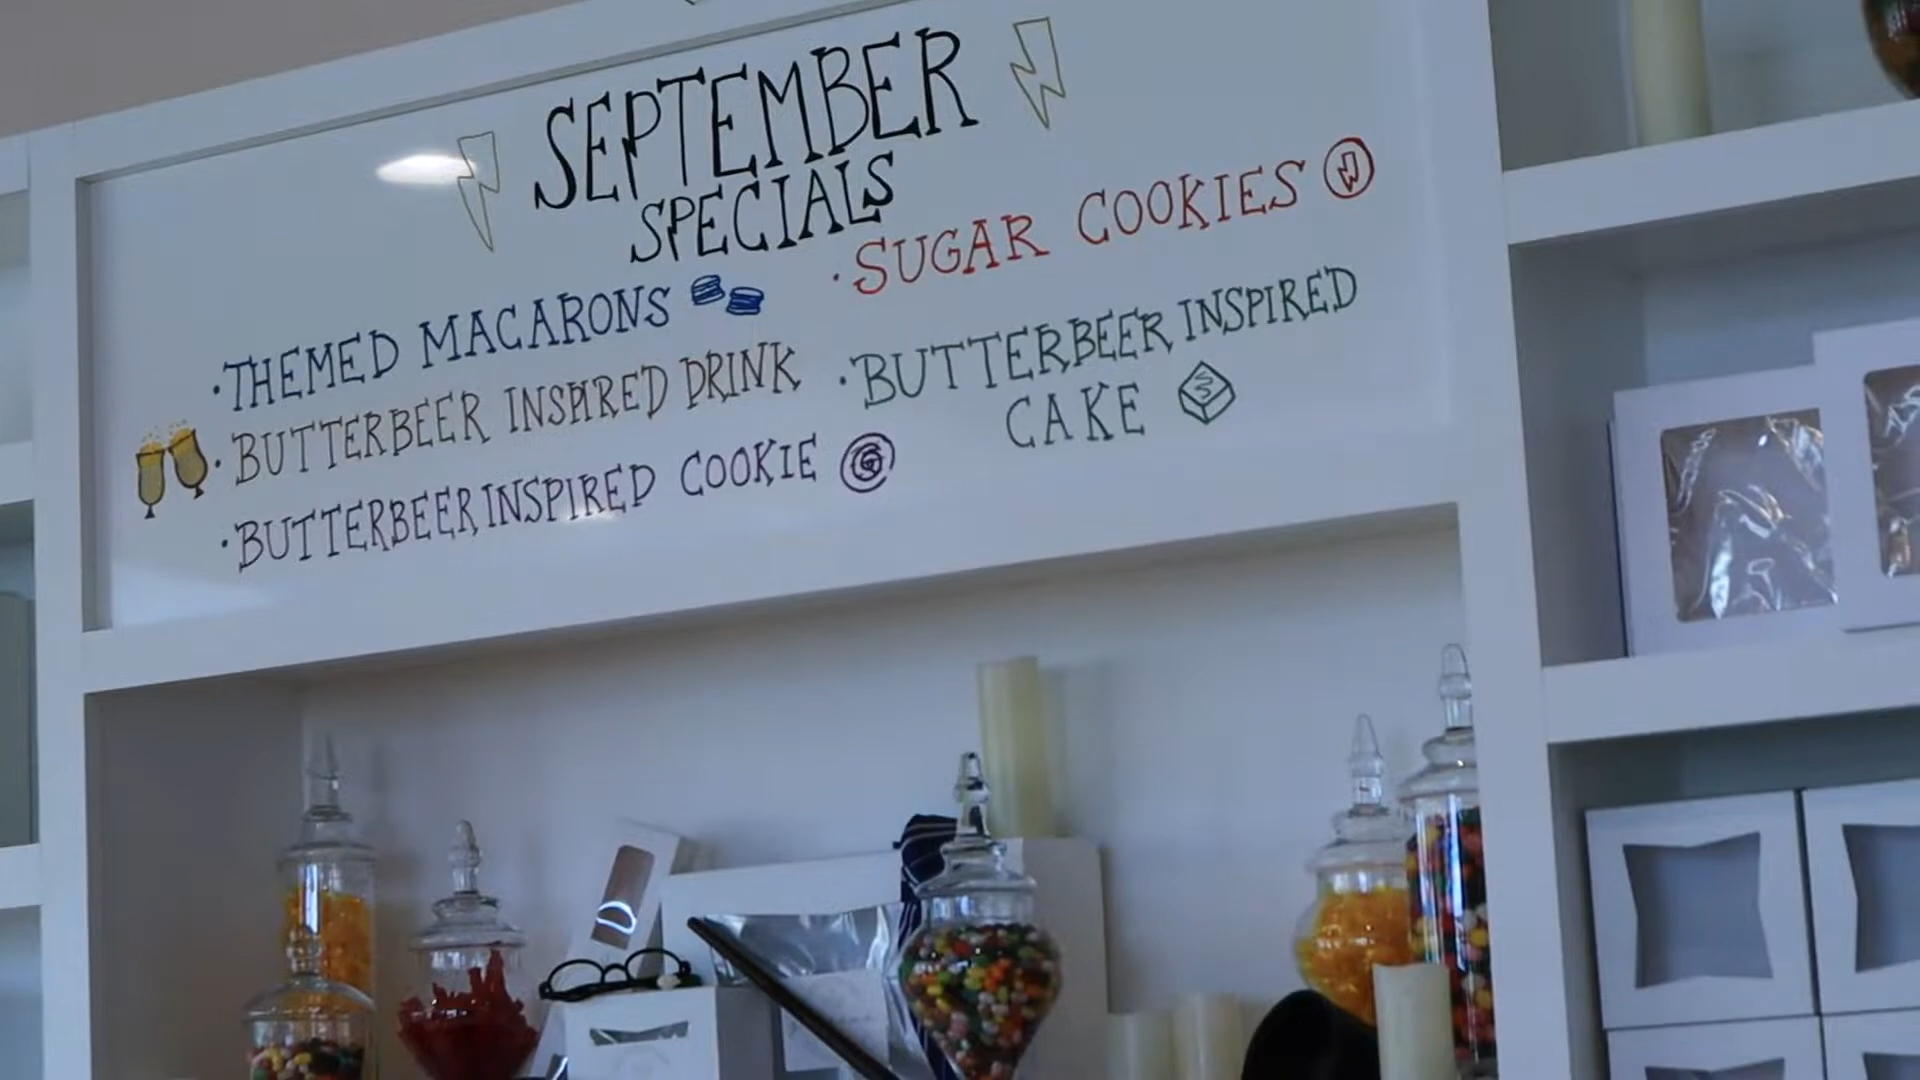 SEPTEMBER
SPECIALS
·THEMED MACARONS
·BUTTERBEER INSPIRED DRINK
·BUTTERBEER INSPIRED COOKIE
·SUGAR COOKIES
·BUTTERBEER INSPIRED
CAKE